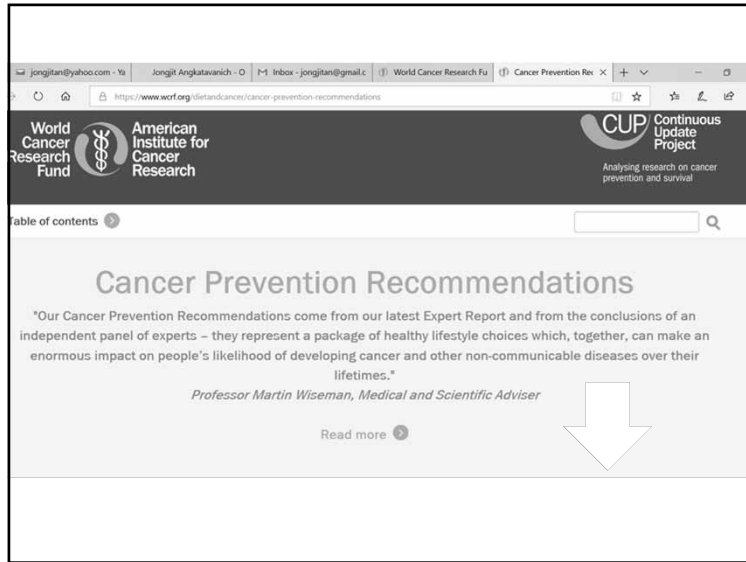 jongjitan@yahoo.com - Ya
Jongjit Angkatavanich - O
Inbox - jongjitan@gmail.c
World Cancer Research Fu
Cancer Prevention Rec
https://www.wcrf.org/dietandcancer/cancer-prevention-recommendations
World
Cancer
Research
Fund
American
Institute for
Cancer
Research
CUP
Continuous
Update
Project
Analysing research on cancer
prevention and survival
Table of contents
Cancer Prevention Recommendations
"Our Cancer Prevention Recommendations come from our latest Expert Report and from the conclusions of an
independent panel of experts – they represent a package of healthy lifestyle choices which, together, can make an
enormous impact on people's likelihood of developing cancer and other non-communicable diseases over their
lifetimes."
Professor Martin Wiseman, Medical and Scientific Adviser
Read more